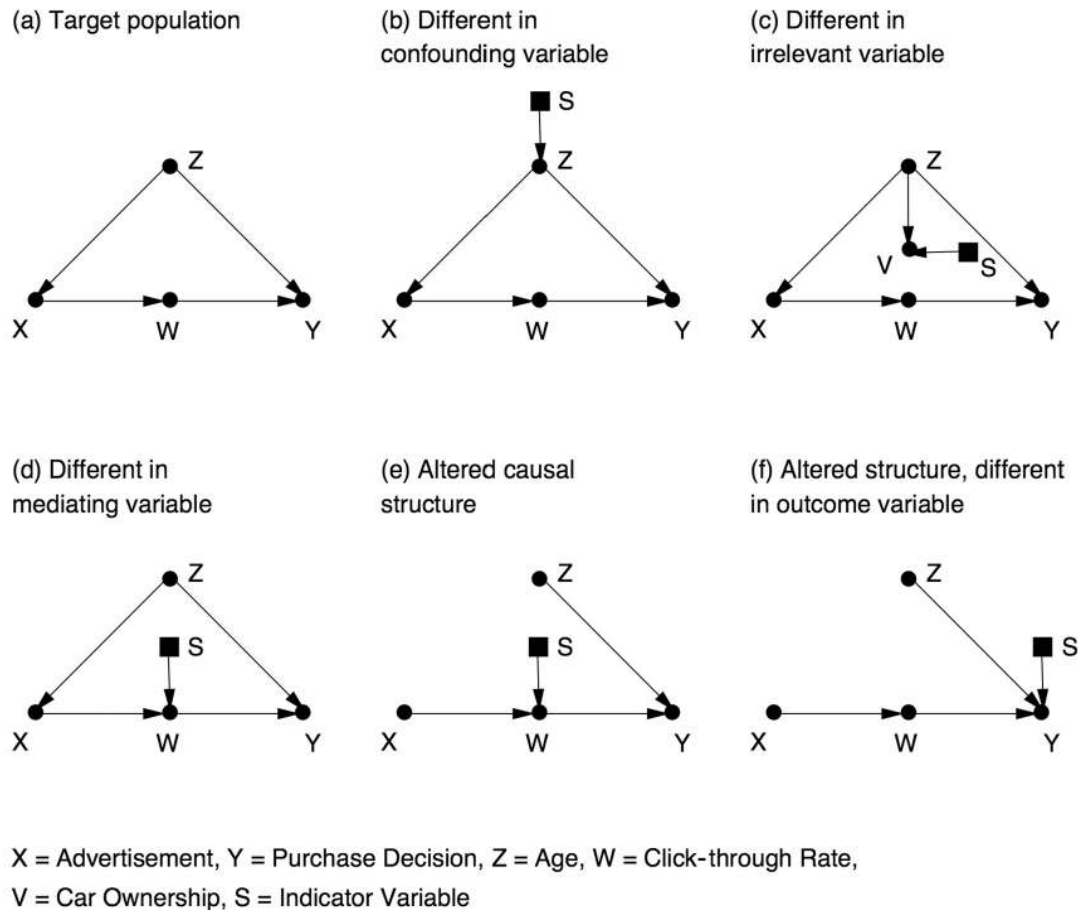 (a) Target population
(b) Different in
confounding variable
(c) Different in
irrelevant variable
Z
X
W
Y
S
Z
X
W
Y
Z
V
S
X
W
Y
(d) Different in
mediating variable
(e) Altered causal
structure
(f) Altered structure, different
in outcome variable
Z
S
X
W
Y
Z
S
X
W
Y
Z
S
X
W
Y
X = Advertisement, Y = Purchase Decision, Z = Age, W = Click-through Rate,
V = Car Ownership, S = Indicator Variable